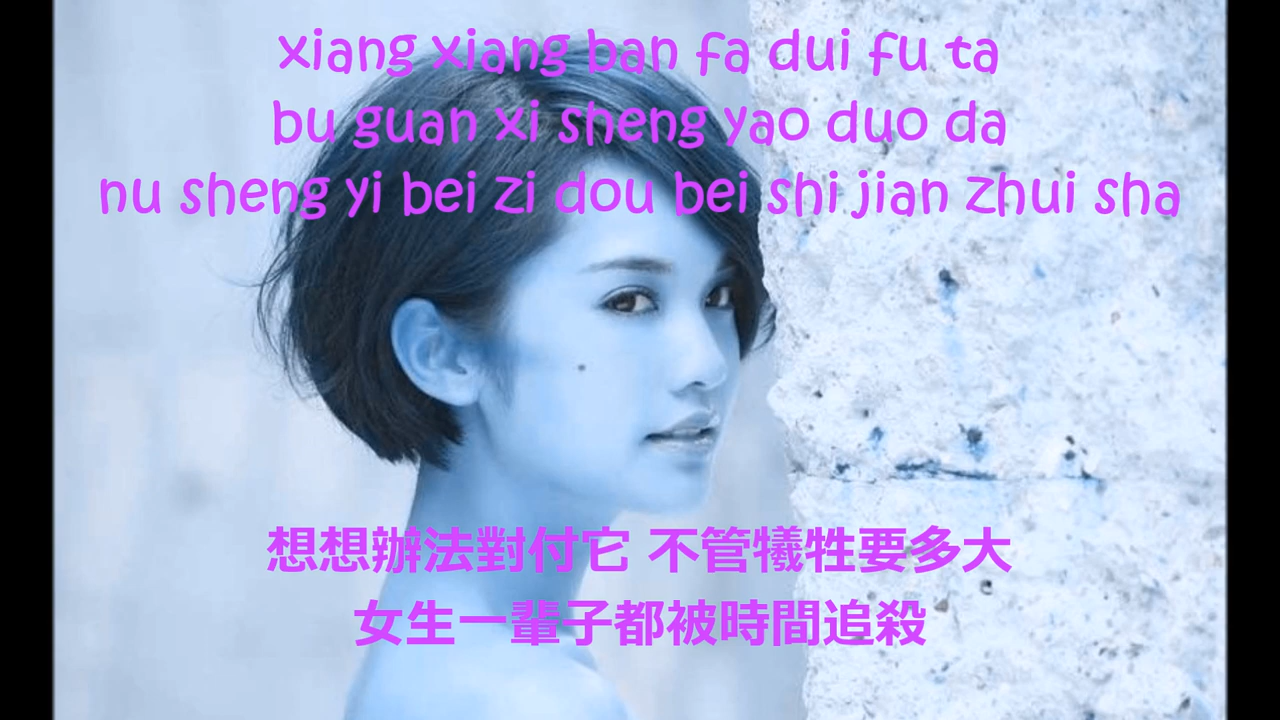 xiang xiang ban fa dui fu ta
bu guan xi sheng yao duo da
nu sheng yi bei zi dou bei shi jian zhui sha
想想辦法對付它 不管犧牲要多大
女生一輩子都被時間追殺